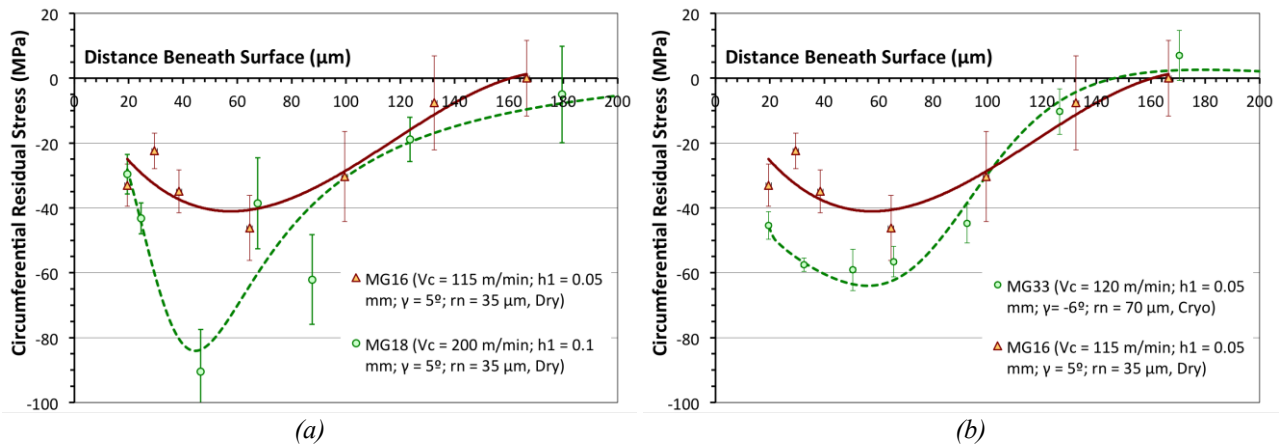 20
0
-20
-40
-60
-80
-100
Circumferential Residual Stress (MPa)
Distance Beneath Surface (µm)
0 20 40 60 80 100 120 140 160 180 200
MG16 (Vc = 115 m/min; h1 = 0.05
mm; γ = 5º; rn = 35 µm, Dry)
MG18 (Vc = 200 m/min; h1 = 0.1
mm; γ = 5º; rn = 35 µm, Dry)
(a)
20
0
-20
-40
-60
-80
-100
Circumferential Residual Stress (MPa)
Distance Beneath Surface (µm)
0 20 40 60 80 100 120 140 160 180 200
MG33 (Vc = 120 m/min; h1 = 0.05
mm; γ= -6º; rn = 70 µm, Cryo)
MG16 (Vc = 115 m/min; h1 = 0.05
mm; γ = 5º; rn = 35 µm, Dry)
(b)